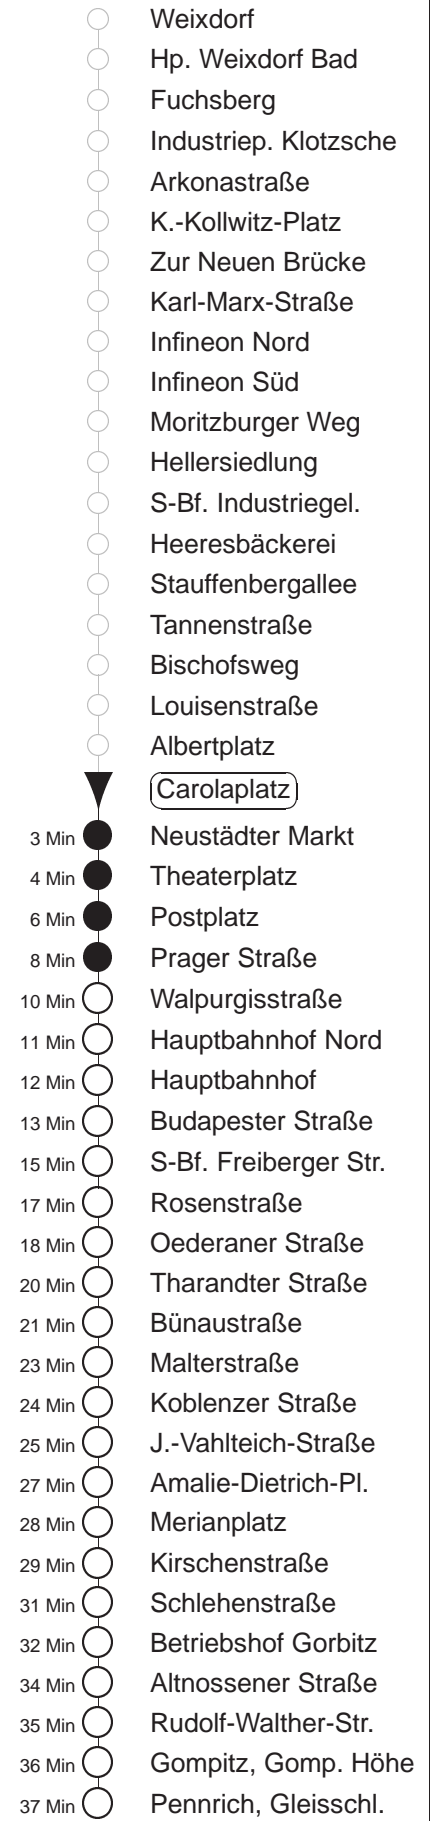 Weixdorf
Hp. Weixdorf Bad
Fuchsberg
Industriep. Klotzsche
Arkonastraße
K.-Kollwitz-Platz
Zur Neuen Brücke
Karl-Marx-Straße
Infineon Nord
Infineon Süd
Moritzburger Weg
Hellersiedlung
S-Bf. Industriegel.
Heeresbäckerei
Stauffenbergallee
Tannenstraße
Bischofsweg
Louisenstraße
Albertplatz
Carolaplatz
3 Min Neustädter Markt
4 Min Theaterplatz
6 Min Postplatz
8 Min Prager Straße
10 Min Walpurgisstraße
11 Min Hauptbahnhof Nord
12 Min Hauptbahnhof
13 Min Budapester Straße
15 Min S-Bf. Freiberger Str.
17 Min Rosenstraße
18 Min Oederaner Straße
20 Min Tharandter Straße
21 Min Bünaustraße
23 Min Malterstraße
24 Min Koblenzer Straße
25 Min J.-Vahlteich-Straße
27 Min Amalie-Dietrich-Pl.
28 Min Merianplatz
29 Min Kirschenstraße
31 Min Schlehenstraße
32 Min Betriebshof Gorbitz
34 Min Altnossener Straße
35 Min Rudolf-Walther-Str.
36 Min Gompitz, Gomp. Höhe
37 Min Pennrich, Gleisschl.